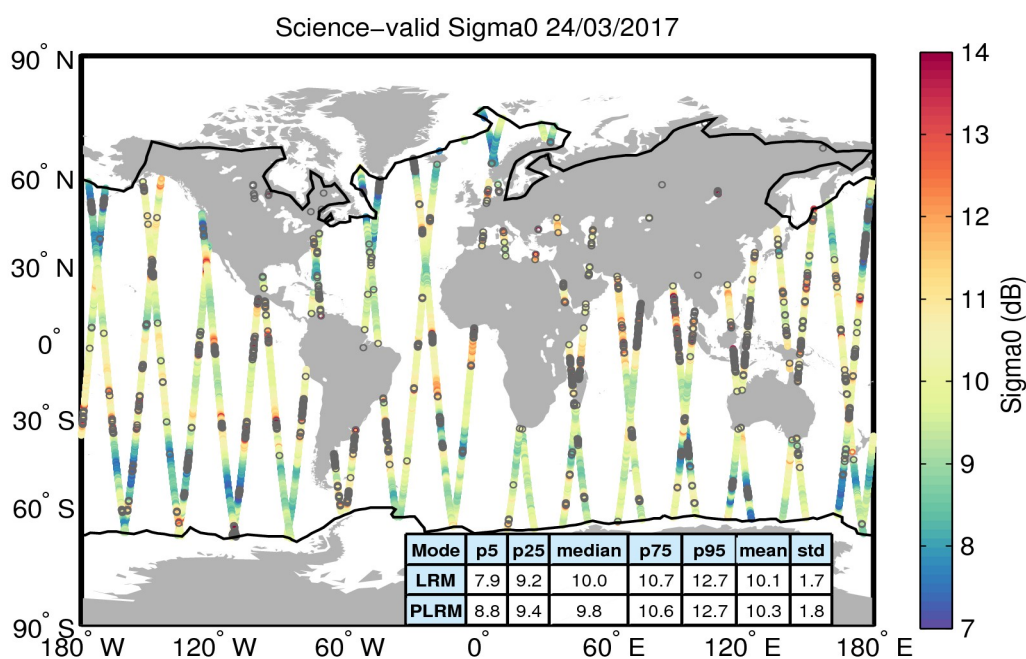 Science−valid Sigma0 24/03/2017
90° N
60° N
30° N
0°
30° S
60° S
90° S
180° W
120° W
60° W
0°
60° E
120° E
180° E
Mode p5 p25 median p75 p95 mean std
LRM 7.9 9.2 10.0 10.7 12.7 10.1 1.7
PLRM 8.8 9.4 9.8 10.6 12.7 10.3 1.8
14
13
12
11
10
9
8
7
Sigma0 (dB)